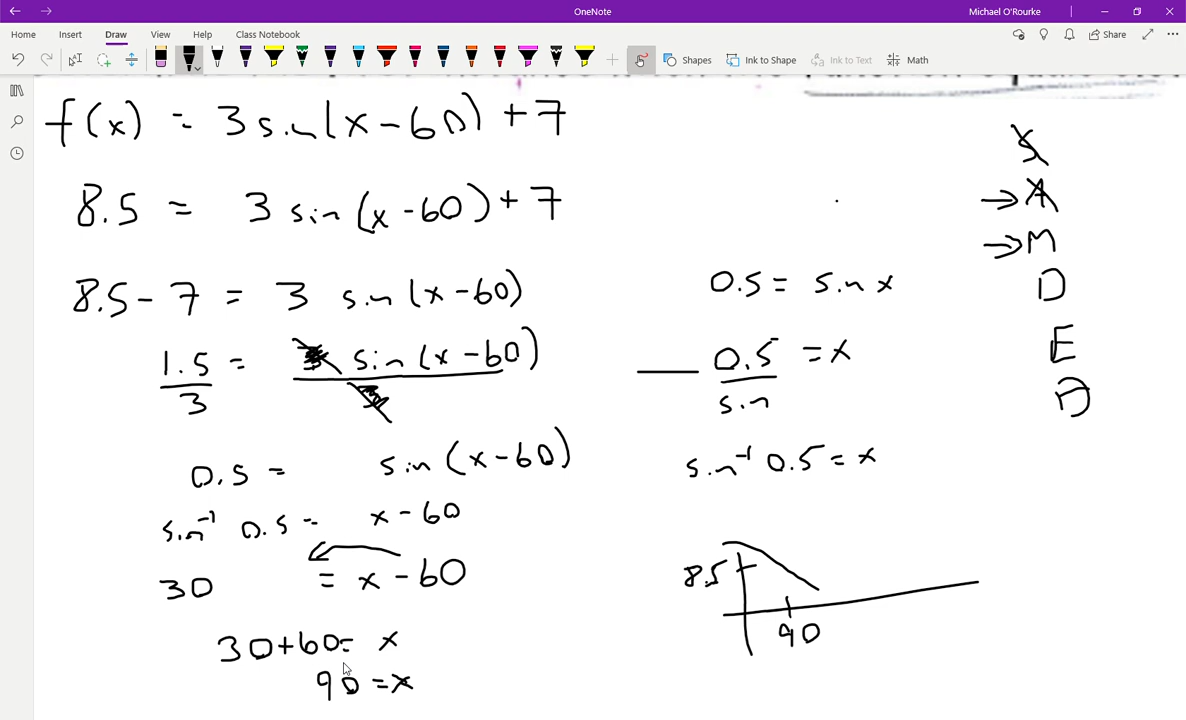 OneNote
Michael O'Rourke
Home Insert Draw View Help Class Notebook
Share
Shapes Ink to Shape Ink to Text Math
f(x) = 3 sin(x-60) +7
8.5 = 3 sin(x-60)+7
8.5-7 = 3 sin(x-60)
1.5/3 = 3 sin(x-60)/3
0.5 = sin(x-60)
sin⁻¹ 0.5 = x-60
30 = x-60
30+60= x
90 = x
0.5 = sin x
0.5/sin = x
sin⁻¹ 0.5 = x
8.5
90
S
→ A
→ M
D
E
D